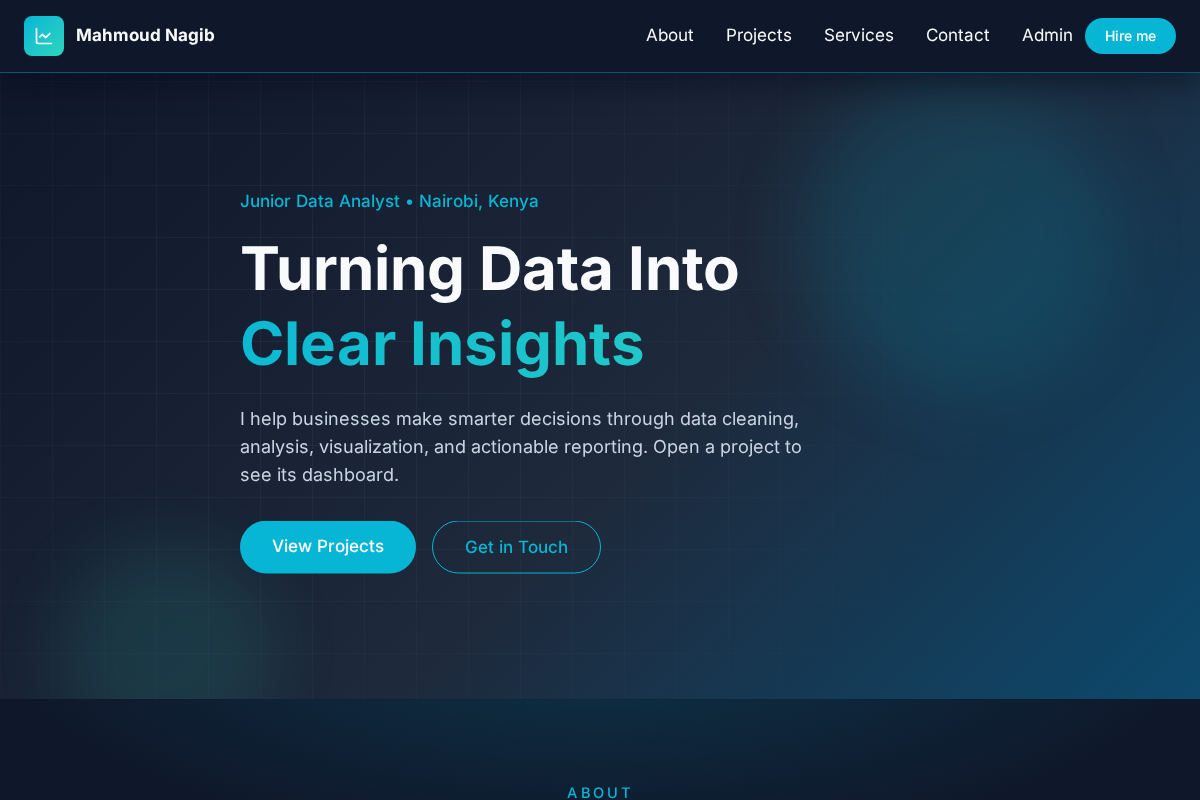 Mahmoud Nagib
About Projects Services Contact Admin Hire me
Junior Data Analyst • Nairobi, Kenya
Turning Data Into
Clear Insights
I help businesses make smarter decisions through data cleaning,
analysis, visualization, and actionable reporting. Open a project to
see its dashboard.
View Projects Get in Touch
ABOUT